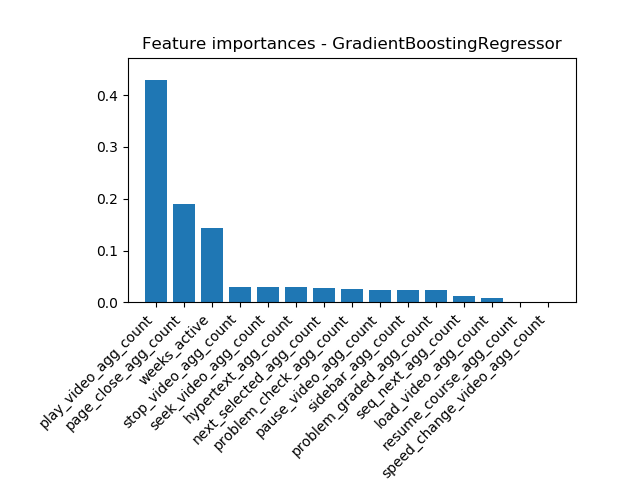 Feature importances - GradientBoostingRegressor
0.4
0.3
0.2
0.1
0.0
play_video_agg_count
page_close_agg_count
weeks_active
stop_video_agg_count
seek_video_agg_count
hypertext_agg_count
next_selected_agg_count
problem_check_agg_count
pause_video_agg_count
sidebar_agg_count
problem_graded_agg_count
seq_next_agg_count
load_video_agg_count
resume_course_agg_count
speed_change_video_agg_count